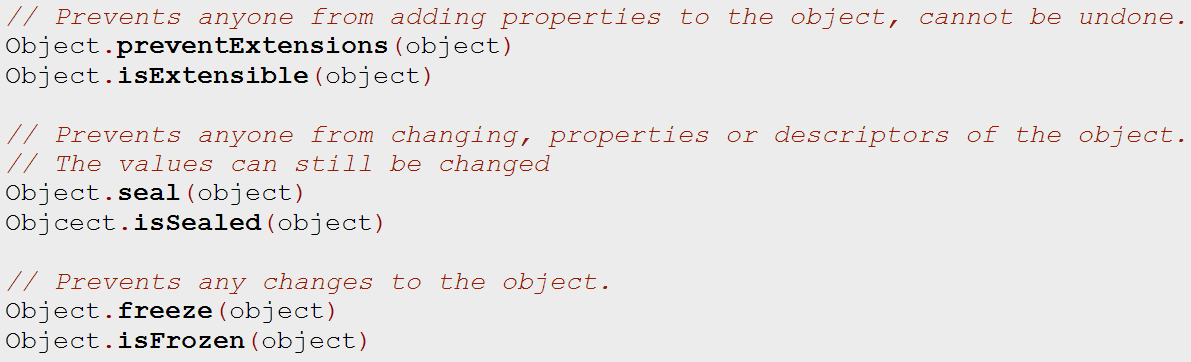 // Prevents anyone from adding properties to the object, cannot be undone.
Object.preventExtensions(object)
Object.isExtensible(object)
// Prevents anyone from changing, properties or descriptors of the object.
// The values can still be changed
Object.seal(object)
Objcect.isSealed(object)
// Prevents any changes to the object.
Object.freeze(object)
Object.isFrozen(object)